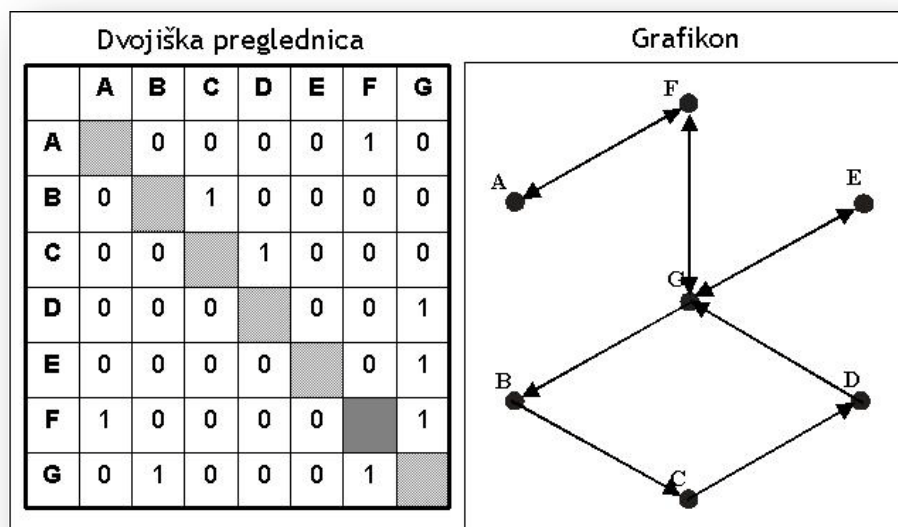 Dvojiška preglednica
A B C D E F G
A 0 0 0 0 1 0
B 0 1 0 0 0 0
C 0 0 1 0 0 0
D 0 0 0 0 0 1
E 0 0 0 0 0 1
F 1 0 0 0 0 1
G 0 1 0 0 0 1
Grafikon
F
A
E
G
B
D
C